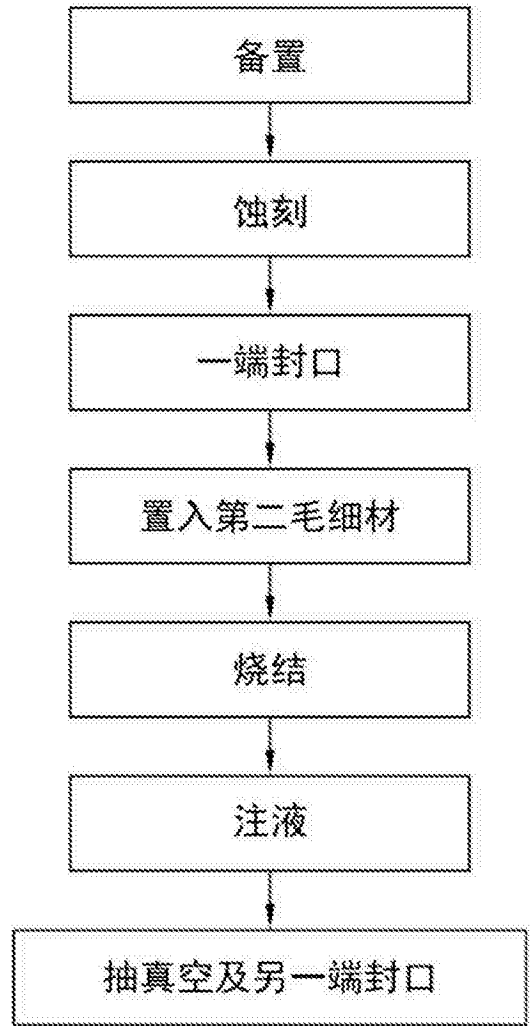 备置
蚀刻
一端封口
置入第二毛细材
烧结
注液
抽真空及另一端封口